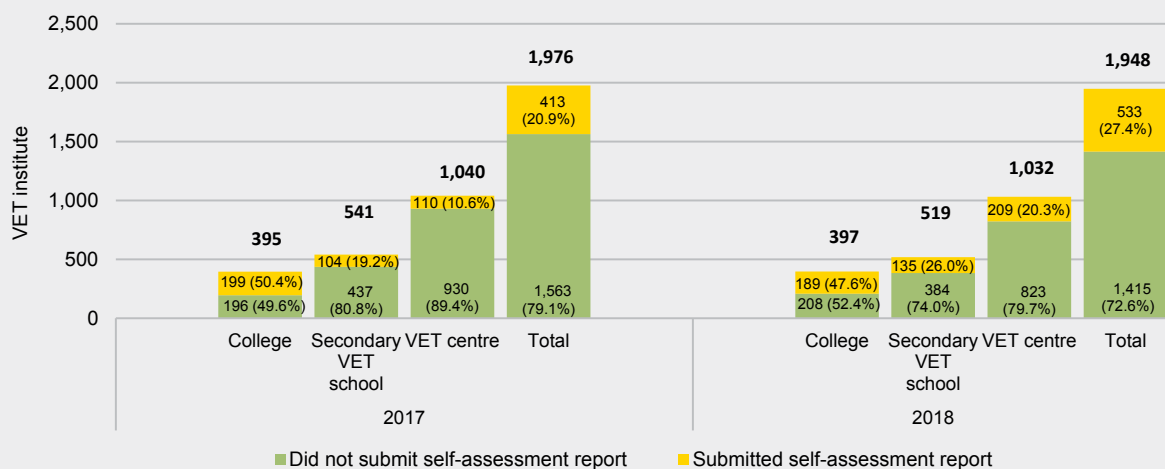 2,500
2,000
1,500
1,000
500
0
VET institute
395
199 (50.4%)
196 (49.6%)
541
104 (19.2%)
437
(80.8%)
1,040
110 (10.6%)
930
(89.4%)
1,976
413
(20.9%)
1,563
(79.1%)
397
189 (47.6%)
208 (52.4%)
519
135 (26.0%)
384
(74.0%)
1,032
209 (20.3%)
823
(79.7%)
1,948
533
(27.4%)
1,415
(72.6%)
College
Secondary
VET
school
VET centre
Total
College
Secondary
VET
school
VET centre
Total
2017
2018
Did not submit self-assessment report
Submitted self-assessment report